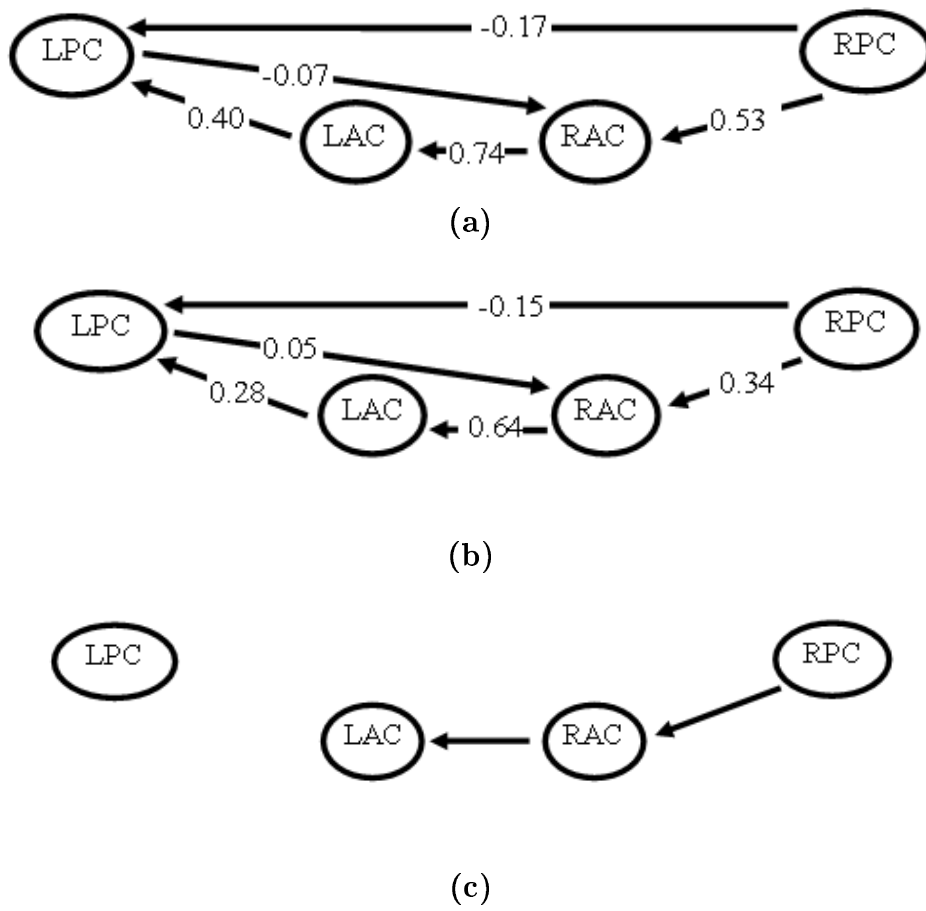 -0.17
LPC RPC
-0.07
0.40 0.53
LAC 0.74 RAC
(a)
-0.15
LPC RPC
0.05
0.28 0.34
LAC 0.64 RAC
(b)
LPC RPC
LAC RAC
(c)